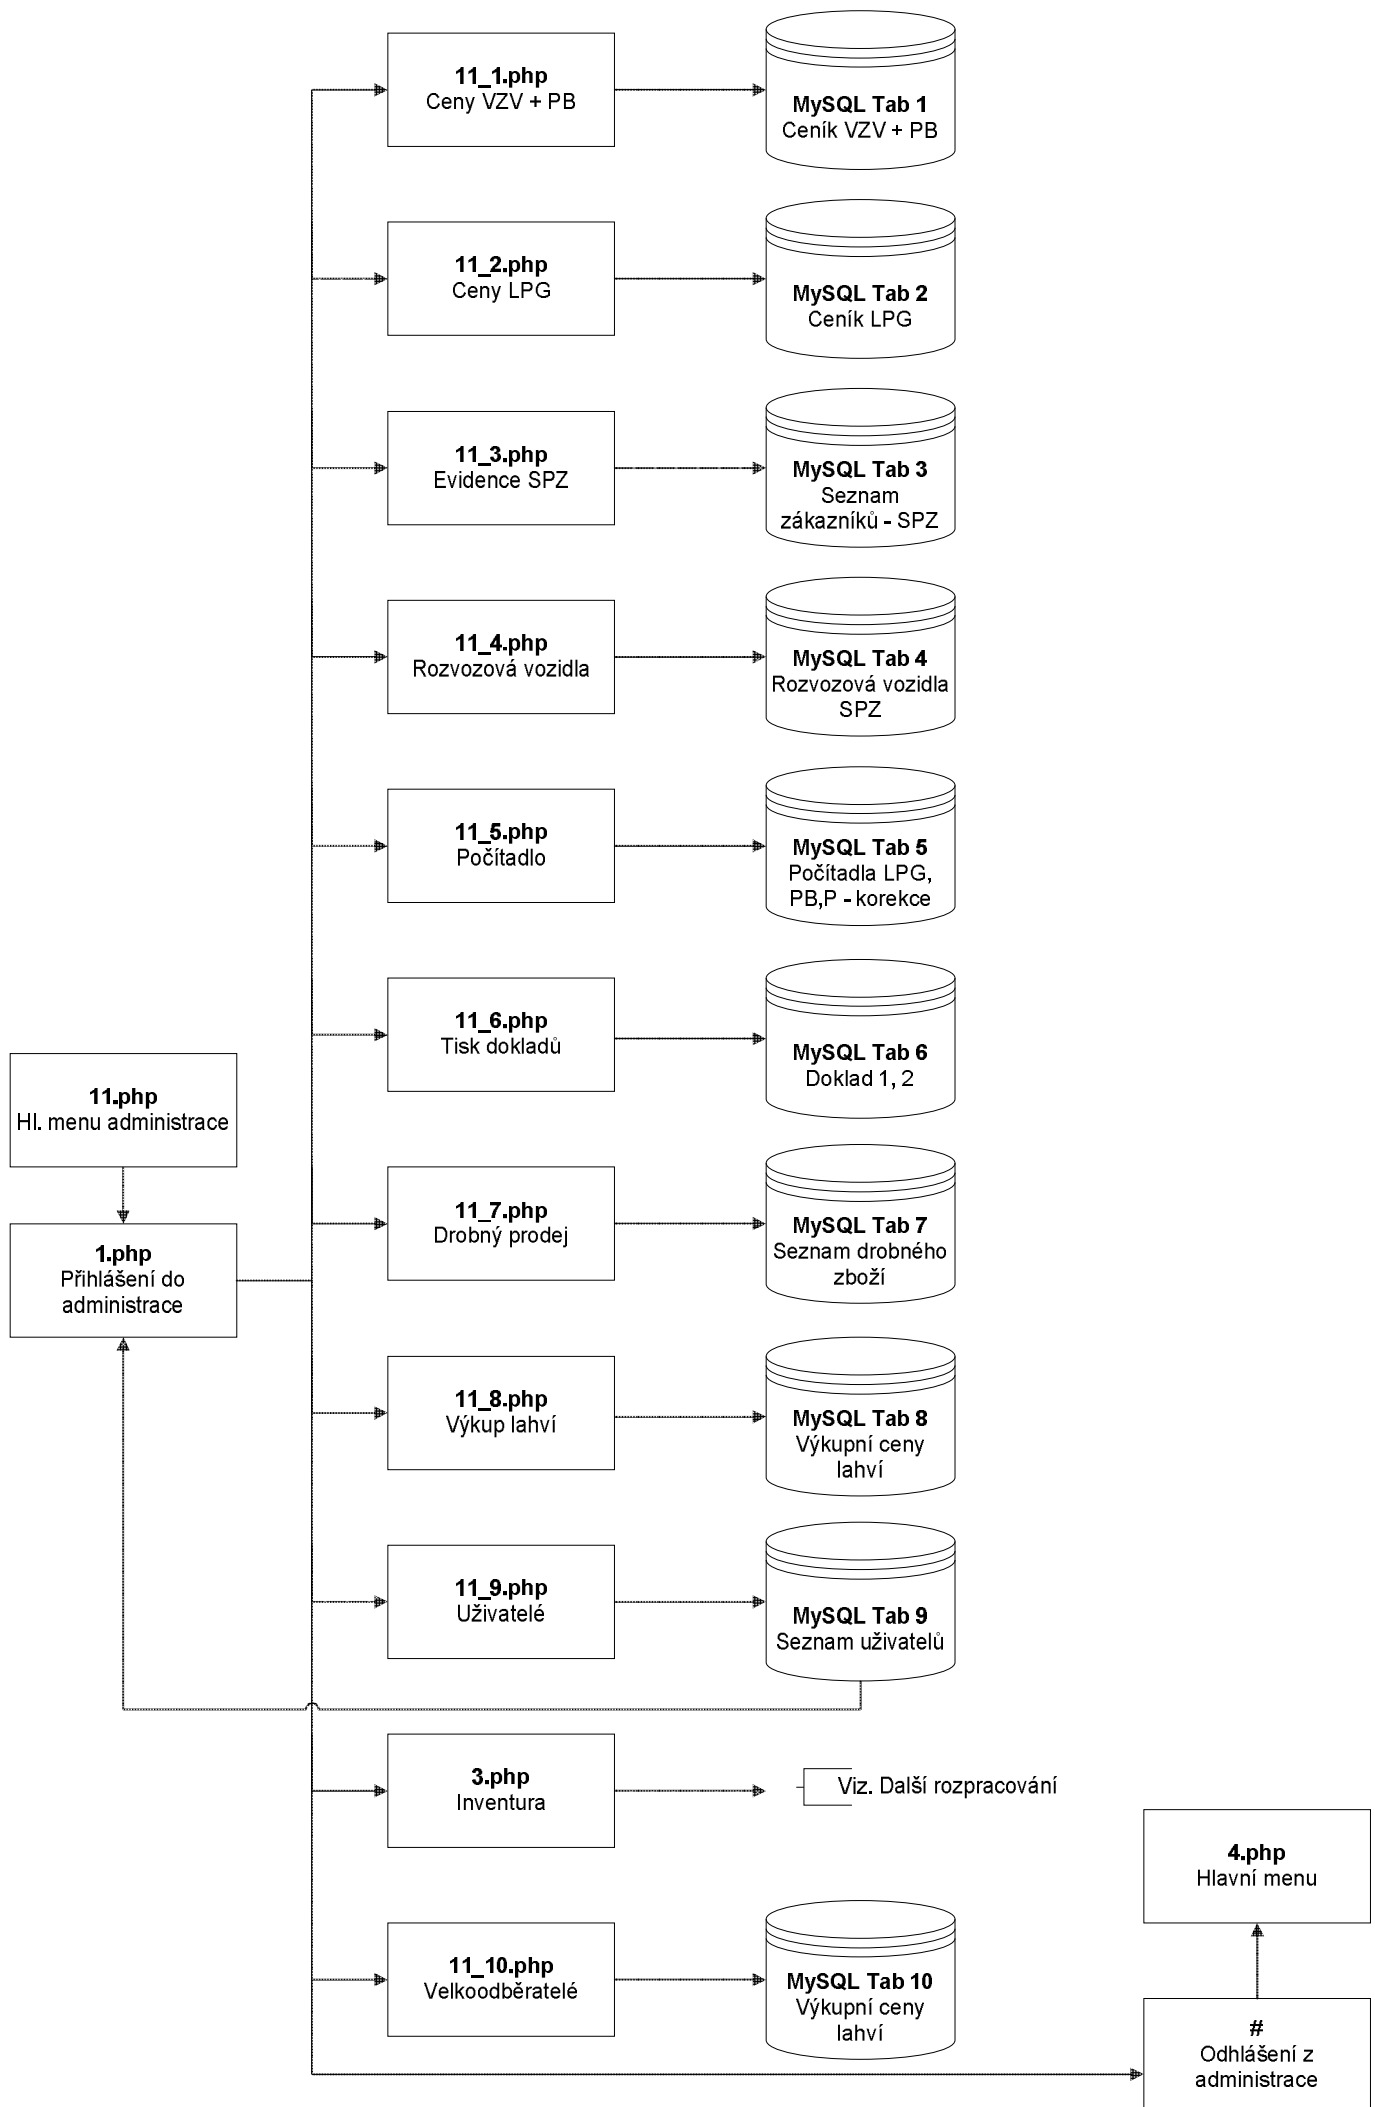 11_1.php
Ceny VZV + PB
MySQL Tab 1
Ceník VZV + PB
11_2.php
Ceny LPG
MySQL Tab 2
Ceník LPG
11_3.php
Evidence SPZ
MySQL Tab 3
Seznam
zákazníků - SPZ
11_4.php
Rozvozová vozidla
MySQL Tab 4
Rozvozová vozidla
SPZ
11_5.php
Počítadlo
MySQL Tab 5
Počítadla LPG,
PB,P - korekce
11_6.php
Tisk dokladů
MySQL Tab 6
Doklad 1, 2
11.php
Hl. menu administrace
11_7.php
Drobný prodej
MySQL Tab 7
Seznam drobného
zboží
1.php
Přihlášení do
administrace
11_8.php
Výkup lahví
MySQL Tab 8
Výkupní ceny
lahví
11_9.php
Uživatelé
MySQL Tab 9
Seznam uživatelů
3.php
Inventura
Viz. Další rozpracování
4.php
Hlavní menu
11_10.php
Velkoodběratelé
MySQL Tab 10
Výkupní ceny
lahví
#
Odhlášení z
administrace